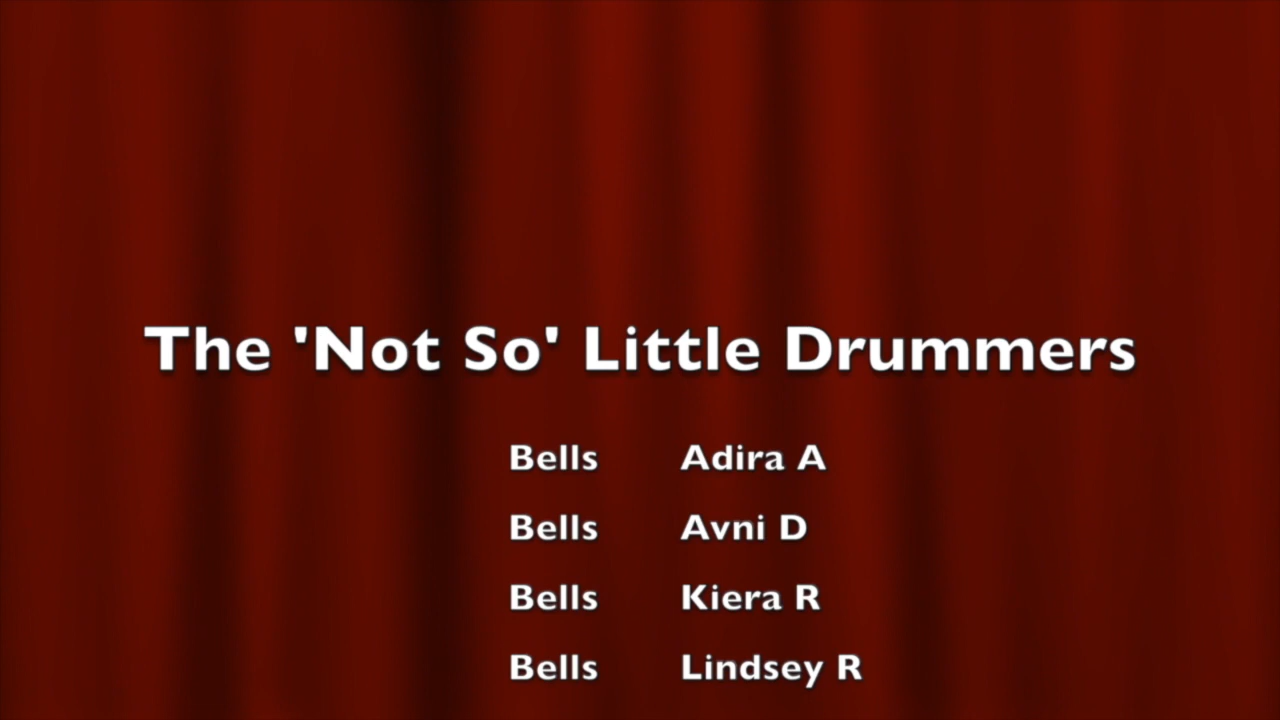 The 'Not So' Little Drummers
Bells Adira A
Bells Avni D
Bells Kiera R
Bells Lindsey R